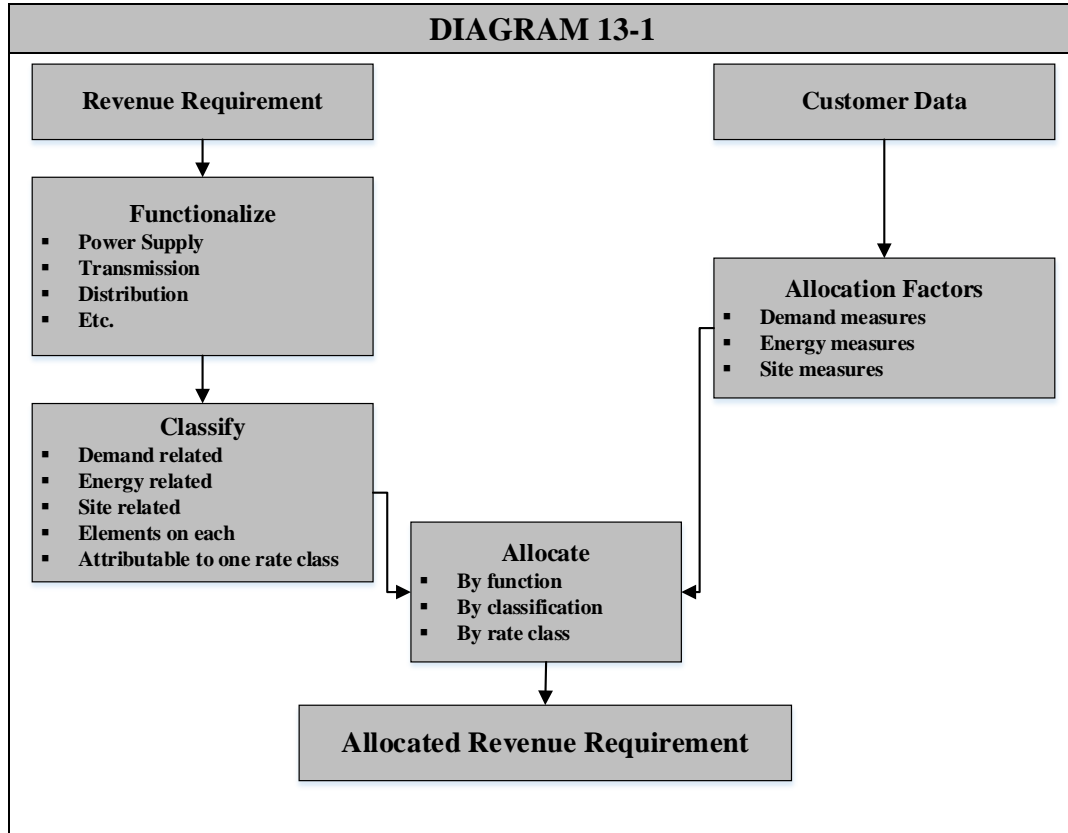 DIAGRAM 13-1
Revenue Requirement
Customer Data
Functionalize
▪ Power Supply
▪ Transmission
▪ Distribution
▪ Etc.
Allocation Factors
▪ Demand measures
▪ Energy measures
▪ Site measures
Classify
▪ Demand related
▪ Energy related
▪ Site related
▪ Elements on each
▪ Attributable to one rate class
Allocate
▪ By function
▪ By classification
▪ By rate class
Allocated Revenue Requirement